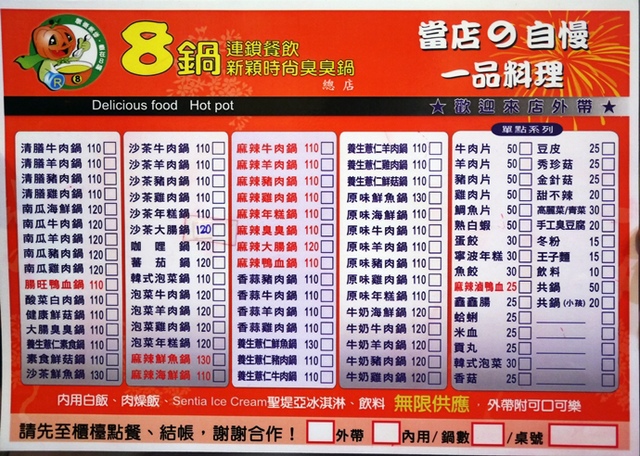 8鍋 連鎖餐飲
新穎時尚臭臭鍋
總店
當店の自慢
一品料理
Delicious food Hot pot
★ 歡迎來店外帶 ★
清膳牛肉鍋 110
清膳羊肉鍋 110
清膳豬肉鍋 110
清膳雞肉鍋 110
南瓜海鮮鍋 120
南瓜牛肉鍋 120
南瓜羊肉鍋 120
南瓜豬肉鍋 120
南瓜雞肉鍋 120
腸旺鴨血鍋 110
酸菜白肉鍋 110
健康鮮菇鍋 110
大腸臭臭鍋 110
養生薏仁素食鍋 110
素食鮮菇鍋 110
沙茶鮮魚鍋 130
沙茶牛肉鍋 110
沙茶羊肉鍋 110
沙茶豬肉鍋 110
沙茶雞肉鍋 110
沙茶年糕鍋 110
沙茶大腸鍋 120
咖哩鍋 120
蕃茄鍋 120
韓式泡菜鍋 110
泡菜牛肉鍋 120
泡菜羊肉鍋 120
泡菜豬肉鍋 120
泡菜雞肉鍋 120
泡菜年糕鍋 120
麻辣鮮魚鍋 130
麻辣海鮮鍋 110
麻辣牛肉鍋 110
麻辣羊肉鍋 110
麻辣豬肉鍋 110
麻辣雞肉鍋 110
麻辣年糕鍋 110
麻辣臭臭鍋 110
麻辣大腸鍋 120
麻辣鴨血鍋 110
香蒜豬肉鍋 110
香蒜牛肉鍋 110
香蒜羊肉鍋 110
香蒜雞肉鍋 110
養生薏仁鮮魚鍋 130
養生薏仁豬肉鍋 110
養生薏仁牛肉鍋 110
養生薏仁羊肉鍋 110
養生薏仁雞肉鍋 110
養生薏仁鮮蚵鍋 110
原味鮮魚鍋 130
原味海鮮鍋 110
原味牛肉鍋 110
原味羊肉鍋 110
原味豬肉鍋 110
原味雞肉鍋 110
原味年糕鍋 110
牛奶海鮮鍋 120
牛奶牛肉鍋 120
牛奶羊肉鍋 120
牛奶豬肉鍋 120
牛奶雞肉鍋 120
單點系列
牛肉片 50
羊肉片 50
豬肉片 50
雞肉片 50
鯛魚片 50
熟白蝦 50
蛋餃 30
寧波年糕 30
魚餃 30
麻辣滷鴨血 25
鑫鑫腸 25
蛤蜊 25
米血 25
貢丸 25
韓式泡菜 30
香菇 25
豆皮 25
秀珍菇 25
金針菇 25
甜不辣 20
高麗菜/青菜 30
手工臭豆腐 20
冬粉 15
王子麵 15
飲料 10
共鍋 50
共鍋(小孩) 20
內用白飯、肉燥飯、Sentia Ice Cream聖堤亞冰淇淋、飲料 無限供應,外帶附可口可樂
請先至櫃檯點餐、結帳,謝謝合作! 外帶 內用/鍋數 /桌號